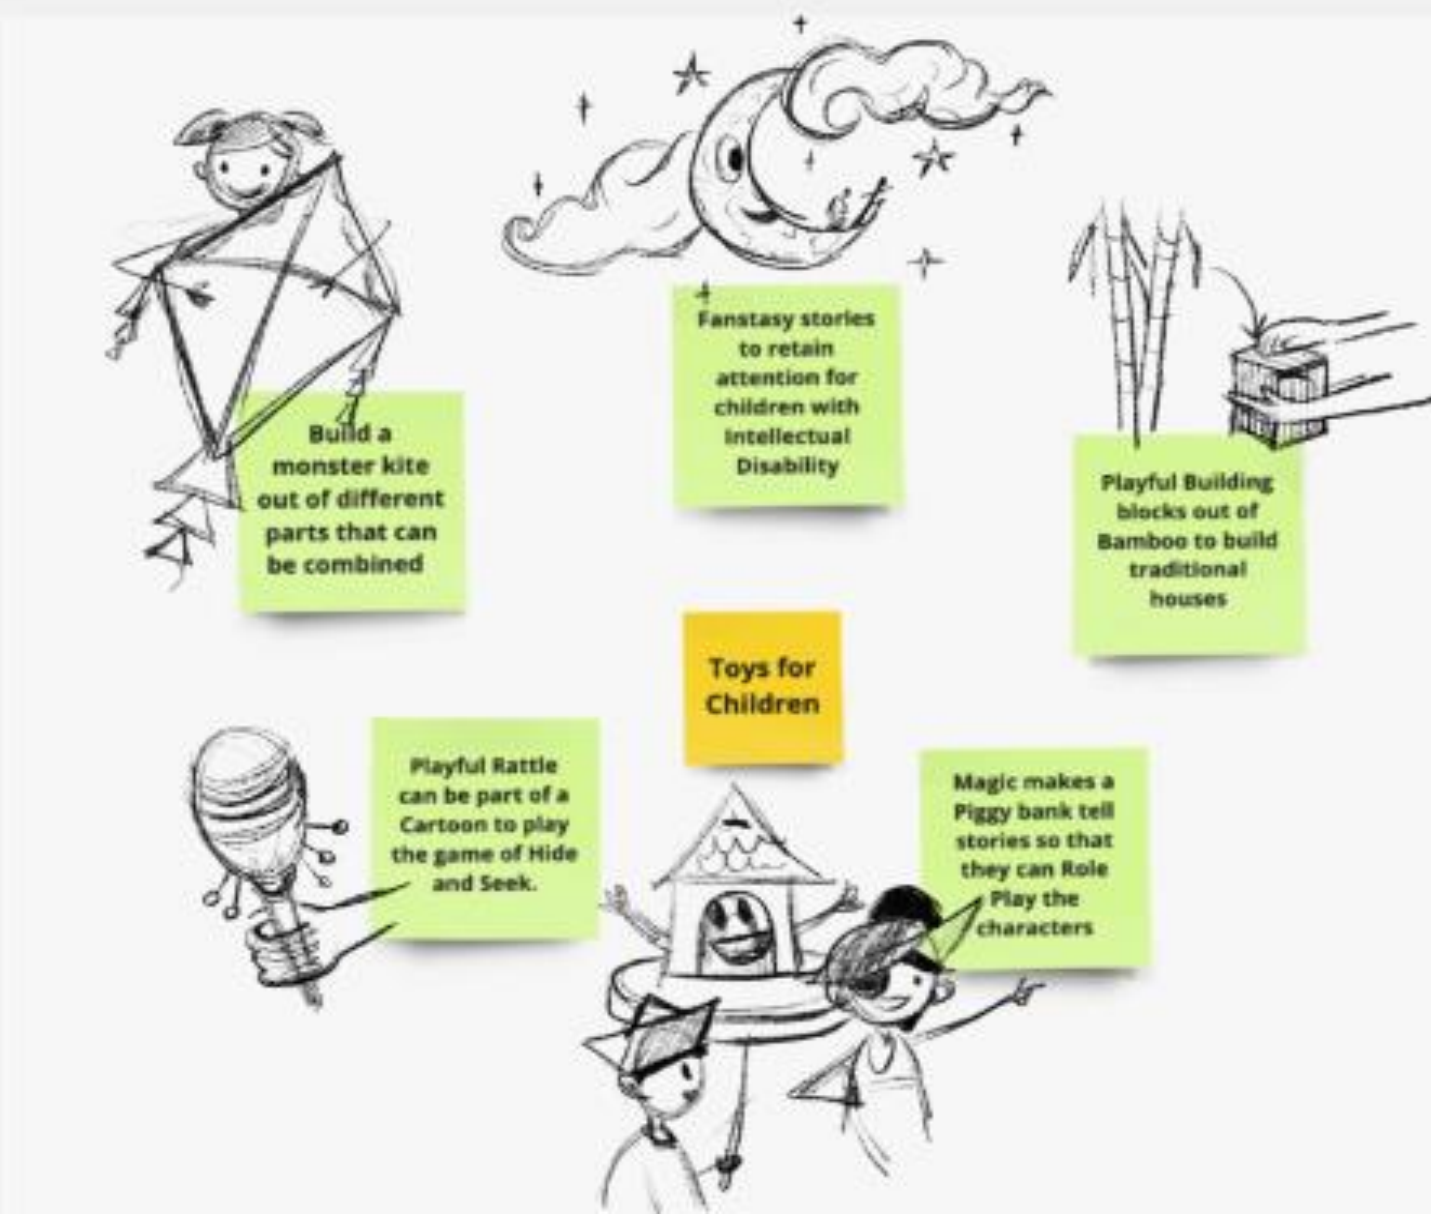 Fanstasy stories
to retain
attention for
children with
Intellectual
Disability
Build a
monster kite
out of different
parts that can
be combined
Playful Building
blocks out of
Bamboo to build
traditional
houses
Toys for
Children
Playful Rattle
can be part of a
Cartoon to play
the game of Hide
and Seek.
Magic makes a
Piggy bank tell
stories so that
they can Role
Play the
characters